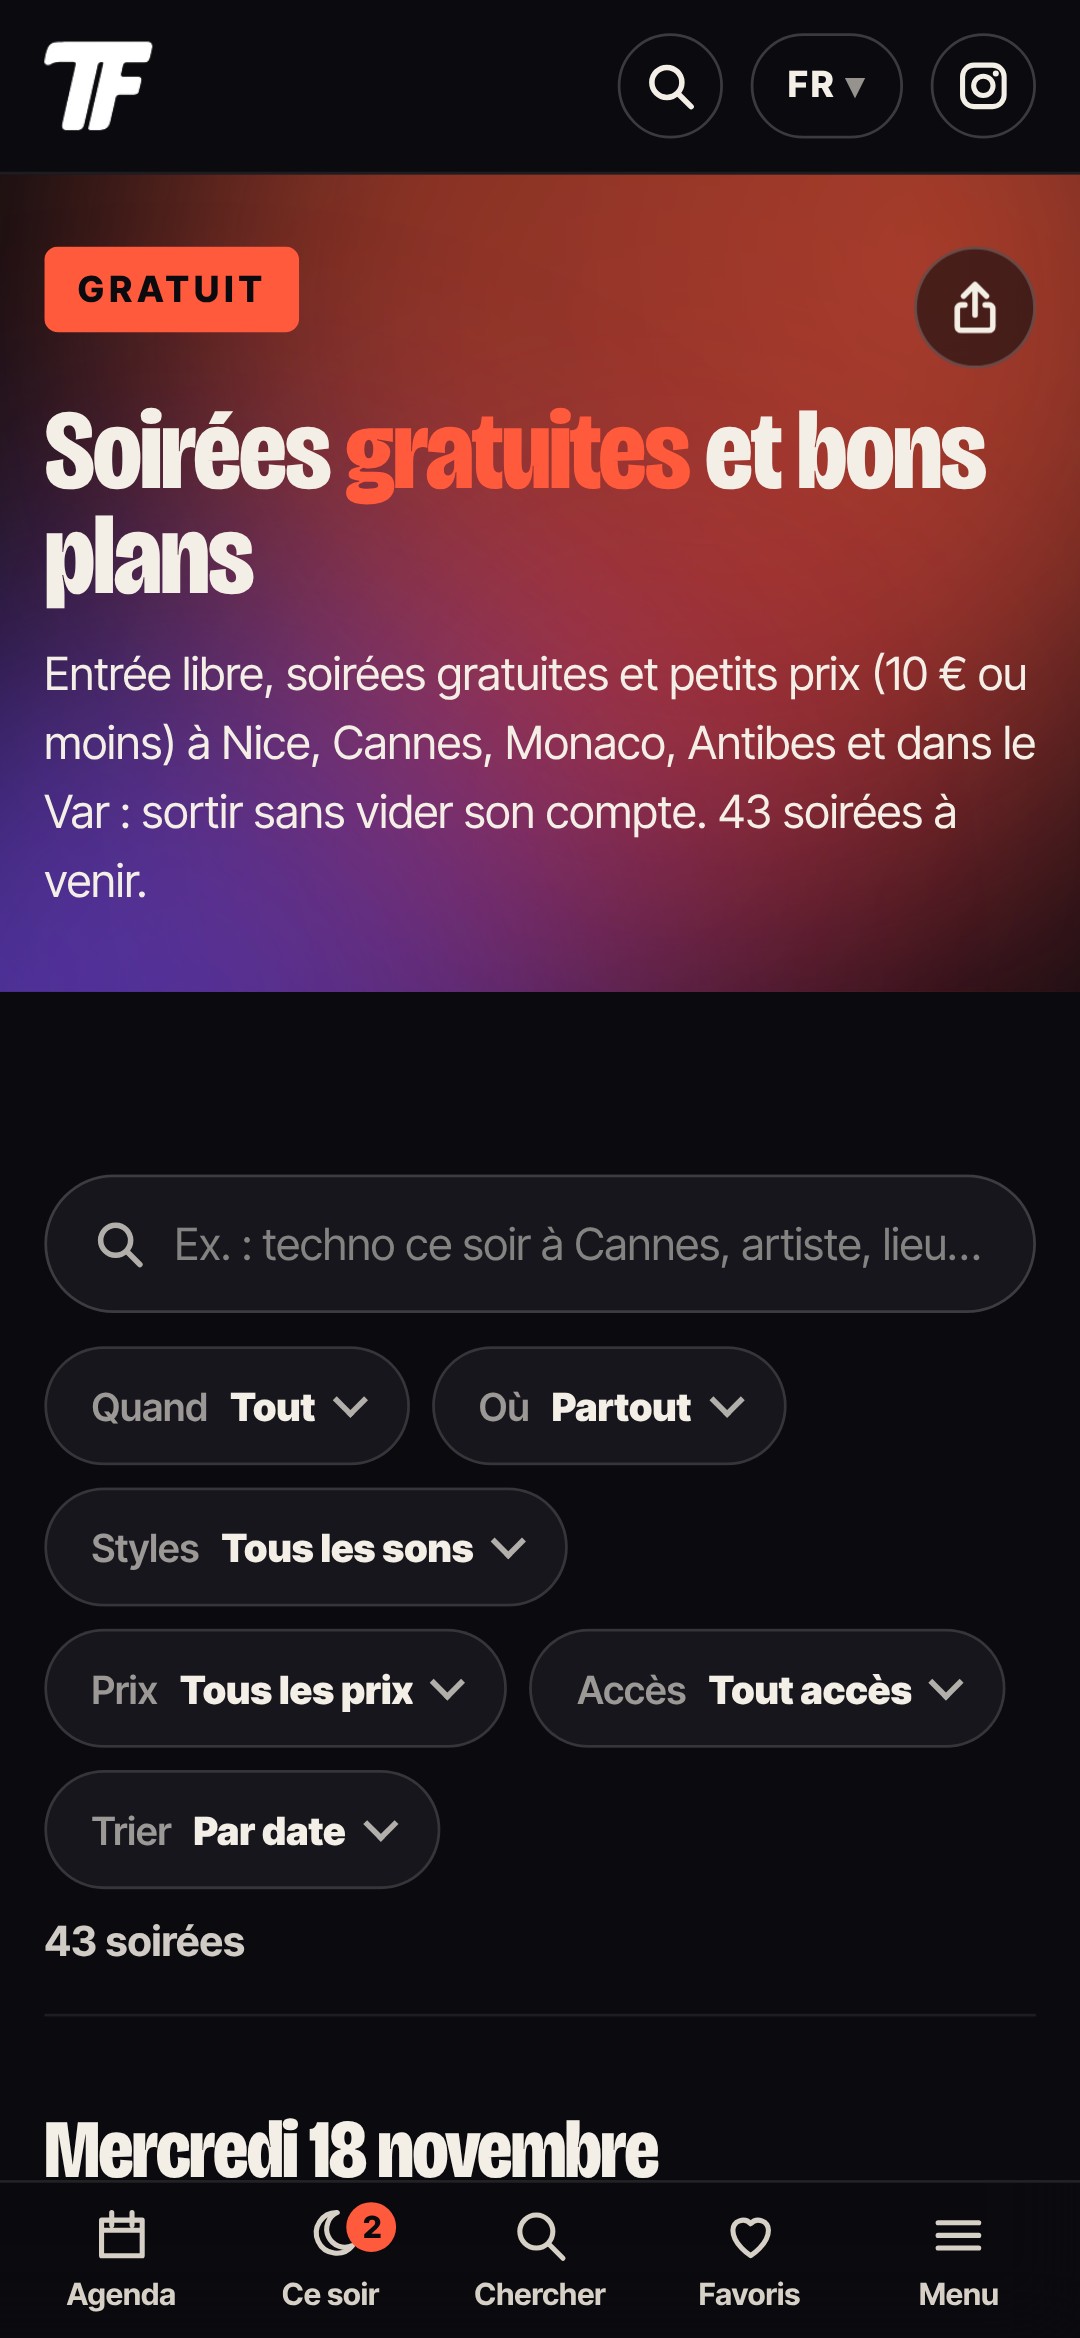 TF
FR ▼
GRATUIT
Soirées gratuites et bons
plans
Entrée libre, soirées gratuites et petits prix (10 € ou
moins) à Nice, Cannes, Monaco, Antibes et dans le
Var : sortir sans vider son compte. 43 soirées à
venir.
Ex. : techno ce soir à Cannes, artiste, lieu...
Quand Tout
Où Partout
Styles Tous les sons
Prix Tous les prix
Accès Tout accès
Trier Par date
43 soirées
Mercredi 18 novembre
2
Agenda
Ce soir
Chercher
Favoris
Menu